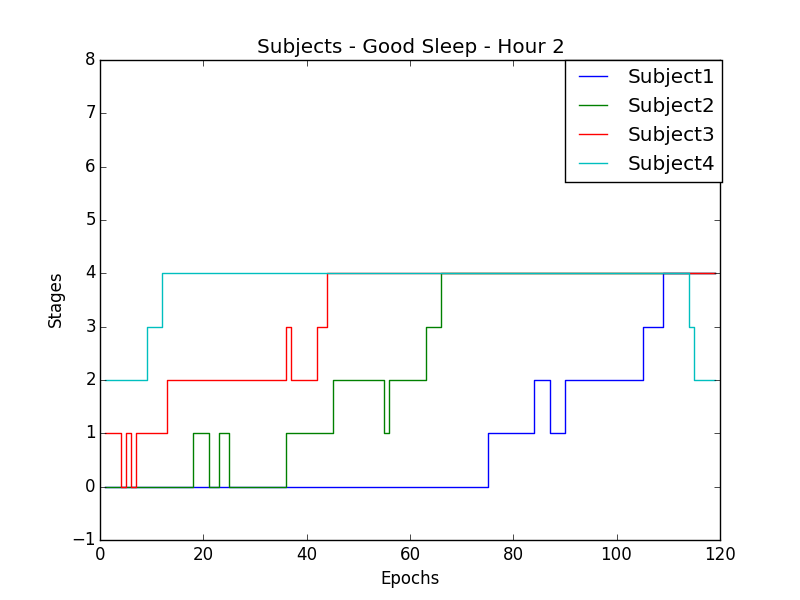 Subjects - Good Sleep - Hour 2
8
7
6
5
4
3
2
1
0
−1
Stages
Subject1
Subject2
Subject3
Subject4
0 20 40 60 80 100 120
Epochs